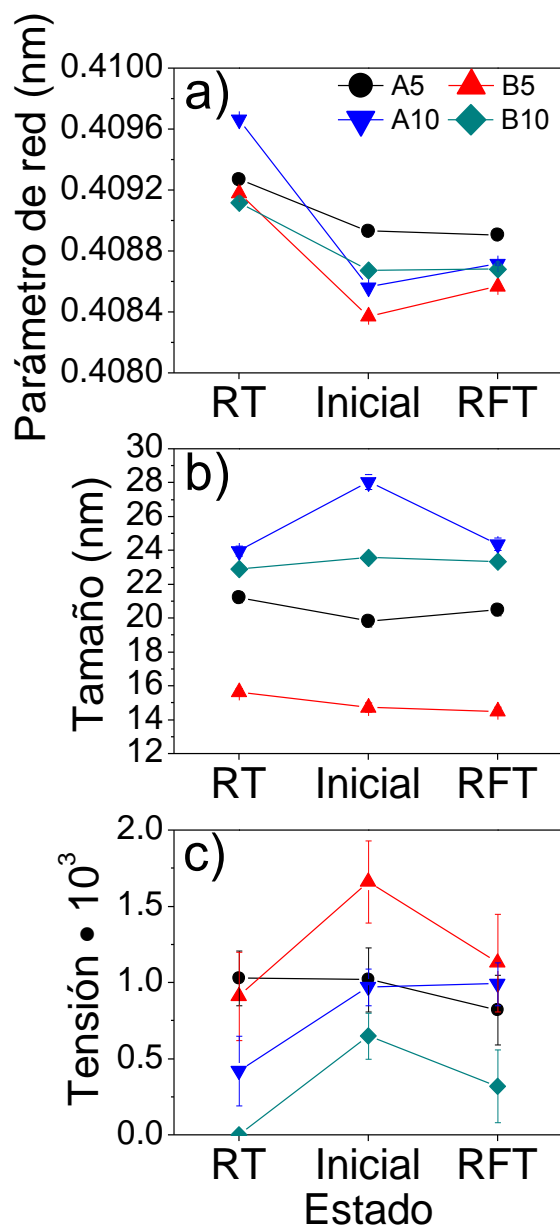 a)
A5 B5
A10 B10
Parámetro de red (nm)
0.4100
0.4096
0.4092
0.4088
0.4084
0.4080
RT Inicial RFT
b)
Tamaño (nm)
30
28
26
24
22
20
18
16
14
12
RT Inicial RFT
c)
Tensión • 10³
2.0
1.5
1.0
0.5
0.0
RT Inicial RFT
Estado